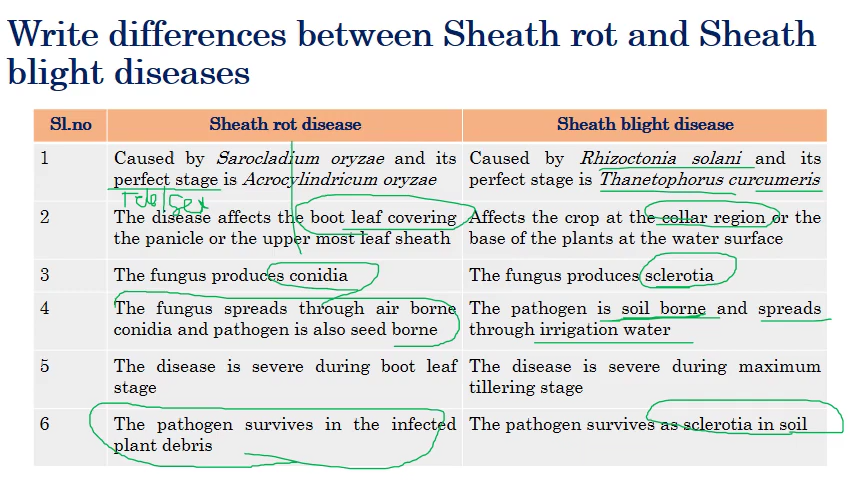 Write differences between Sheath rot and Sheath
blight diseases
Sl.no Sheath rot disease Sheath blight disease
1 Caused by Sarocladium oryzae and its Caused by Rhizoctonia solani and its
perfect stage is Acrocylindricum oryzae perfect stage is Thanetophorus curcumeris
Tele/Sex
2 The disease affects the boot leaf covering Affects the crop at the collar region or the
the panicle or the upper most leaf sheath base of the plants at the water surface
3 The fungus produces conidia The fungus produces sclerotia
4 The fungus spreads through air borne The pathogen is soil borne and spreads
conidia and pathogen is also seed borne through irrigation water
5 The disease is severe during boot leaf The disease is severe during maximum
stage tillering stage
6 The pathogen survives in the infected The pathogen survives as sclerotia in soil
plant debris